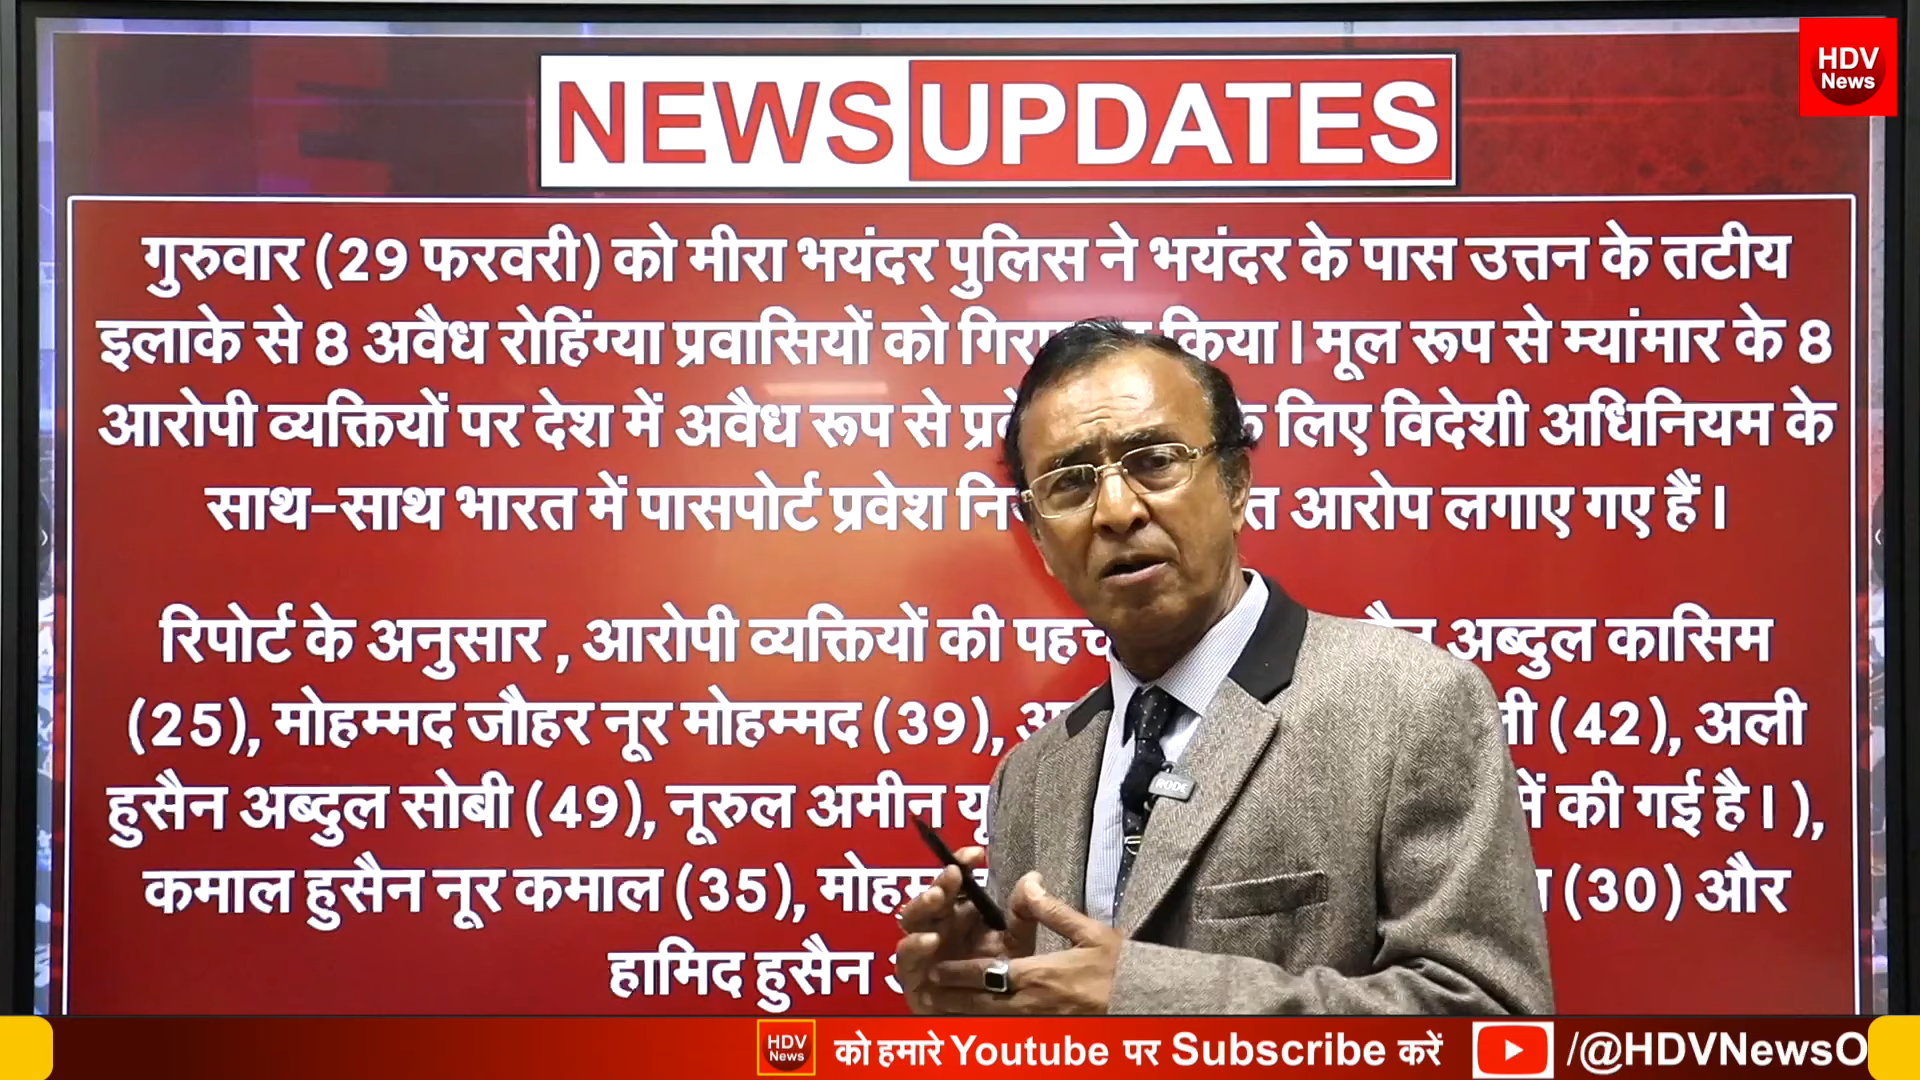 HDV
News
NEWS UPDATES
गुरुवार (29 फरवरी) को मीरा भयंदर पुलिस ने भयंदर के पास उत्तन के तटीय
इलाके से 8 अवैध रोहिंग्या प्रवासियों को किया। मूल रूप से म्यांमार के 8
आरोपी व्यक्तियों पर देश में अवैध रूप से लिए विदेशी अधिनियम के
साथ-साथ भारत में पासपोर्ट प्रवेश आरोप लगाए गए हैं।
रिपोर्ट के अनुसार , आरोपी व्यक्तियों की अब्दुल कासिम
(25), मोहम्मद जौहर नूर मोहम्मद (39), (42), अली
हुसैन अब्दुल सोबी (49), नूरुल अमीन में की गई है। ),
कमाल हुसैन नूर कमाल (35), (30) और
हामिद हुसैन
RODE
HDV
News
को हमारे Youtube पर Subscribe करें /@HDVNewsO